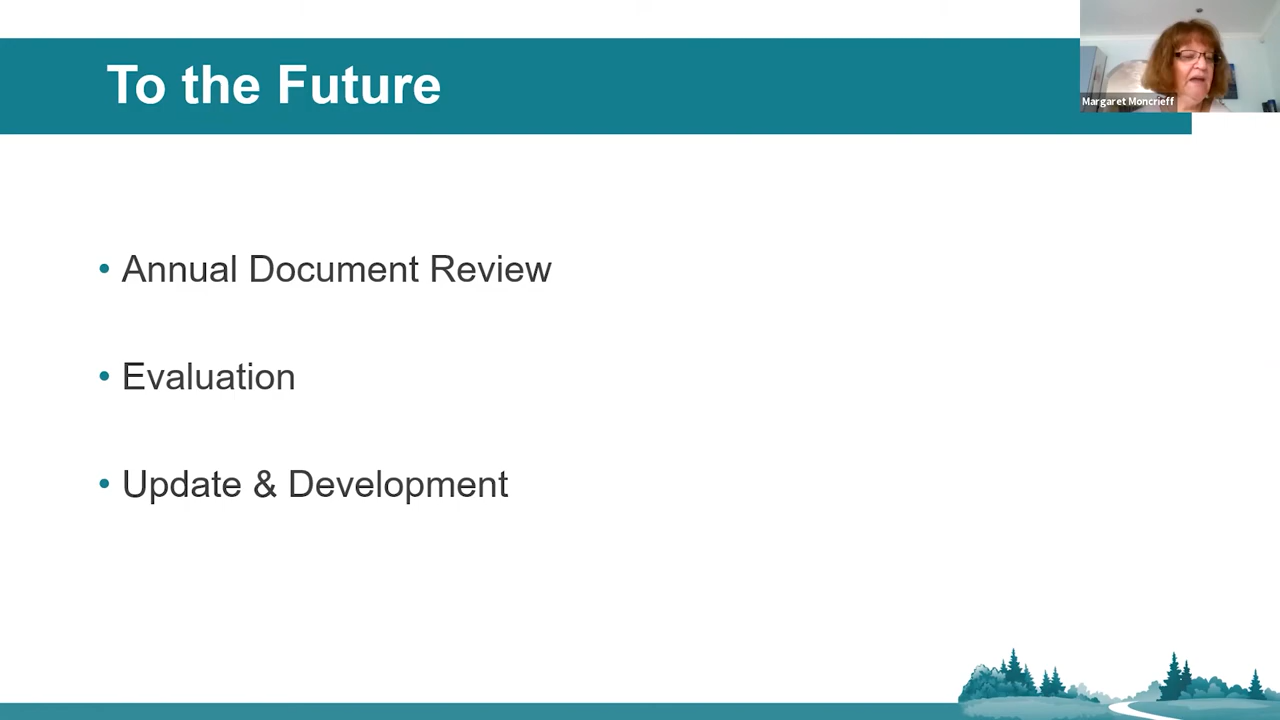 To the Future
Margaret Moncrieff
• Annual Document Review
• Evaluation
• Update & Development